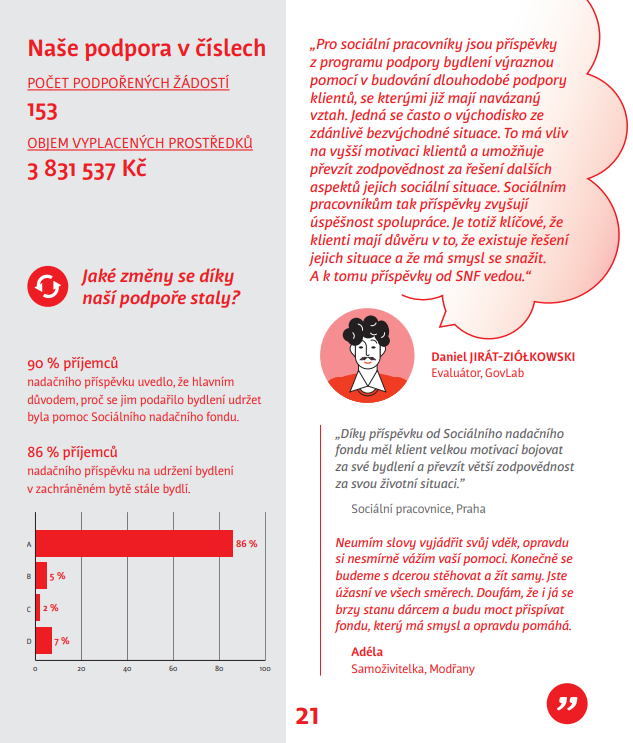 Naše podpora v číslech
POČET PODPOŘENÝCH ŽÁDOSTÍ
153
OBJEM VYPLACENÝCH PROSTŘEDKŮ
3 831 537 Kč
Jaké změny se díky
naší podpoře staly?
90 % příjemců
nadačního příspěvku uvedlo, že hlavním
důvodem, proč se jim podařilo bydlení udržet
byla pomoc Sociálního nadačního fondu.
86 % příjemců
nadačního příspěvku na udržení bydlení
v zachráněném bytě stále bydlí.
A
86 %
B
5 %
C
2 %
D
7 %
0 20 40 60 80 100
„Pro sociální pracovníky jsou příspěvky
z programu podpory bydlení výraznou
pomocí v budování dlouhodobé podpory
klientů, se kterými již mají navázaný
vztah. Jedná se často o východisko ze
zdánlivě bezvýchodné situace. To má vliv
na vyšší motivaci klientů a umožňuje
převzít zodpovědnost za řešení dalších
aspektů jejich sociální situace. Sociálním
pracovníkům tak příspěvky zvyšují
úspěšnost spolupráce. Je totiž klíčové, že
klienti mají důvěru v to, že existuje řešení
jejich situace a že má smysl se snažit.
A k tomu příspěvky od SNF vedou.“
Daniel JIRÁT-ZIÓŁKOWSKI
Evaluátor, GovLab
„Díky příspěvku od Sociálního nadačního
fondu měl klient velkou motivaci bojovat
za své bydlení a převzít větší zodpovědnost
za svou životní situaci.”
Sociální pracovnice, Praha
Neumím slovy vyjádřit svůj vděk, opravdu
si nesmírně vážím vaší pomoci. Konečně se
budeme s dcerou stěhovat a žít samy. Jste
úžasní ve všech směrech. Doufám, že i já se
brzy stanu dárcem a budu moct přispívat
fondu, který má smysl a opravdu pomáhá.
Adéla
Samoživitelka, Modřany
21
”